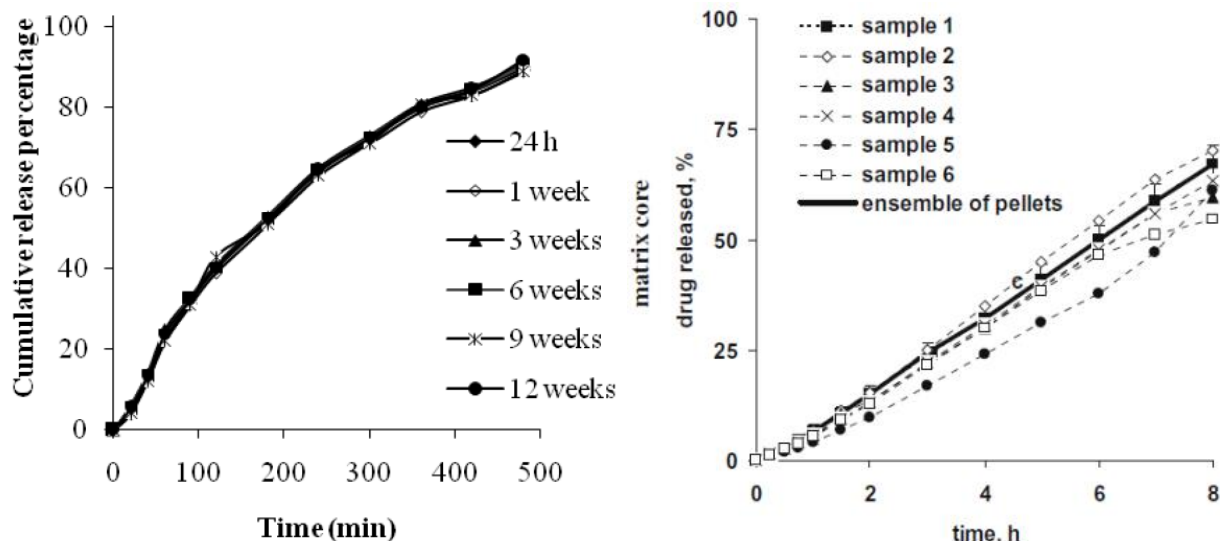 Cumulative release percentage
100
80
60
40
20
0
0 100 200 300 400 500
Time (min)
24 h
1 week
3 weeks
6 weeks
9 weeks
12 weeks
matrix core
drug released, %
100
75
50
25
0
0 2 4 6 8
time, h
sample 1
sample 2
sample 3
sample 4
sample 5
sample 6
ensemble of pellets
c